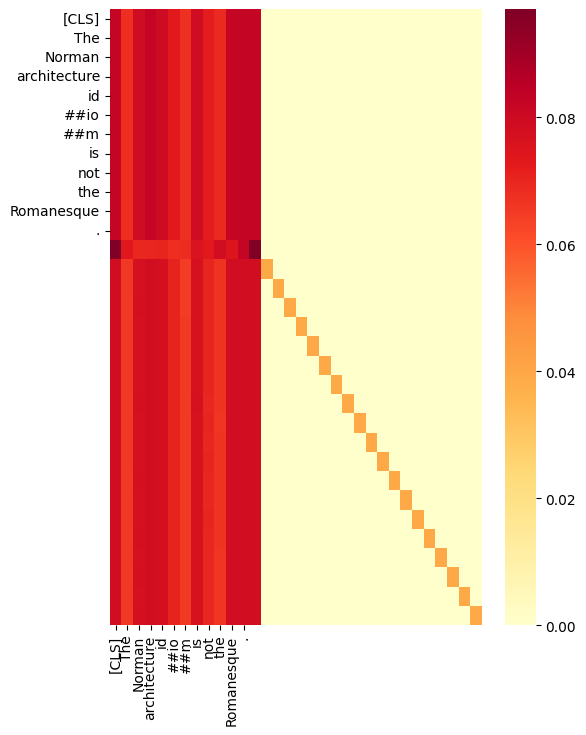 [CLS]
The
Norman
architecture
id
##io
##m
is
not
the
Romanesque
.
0.08
0.06
0.04
0.02
0.00
[CLS]
The
Norman
architecture
id
##io
##m
is
not
the
Romanesque
.